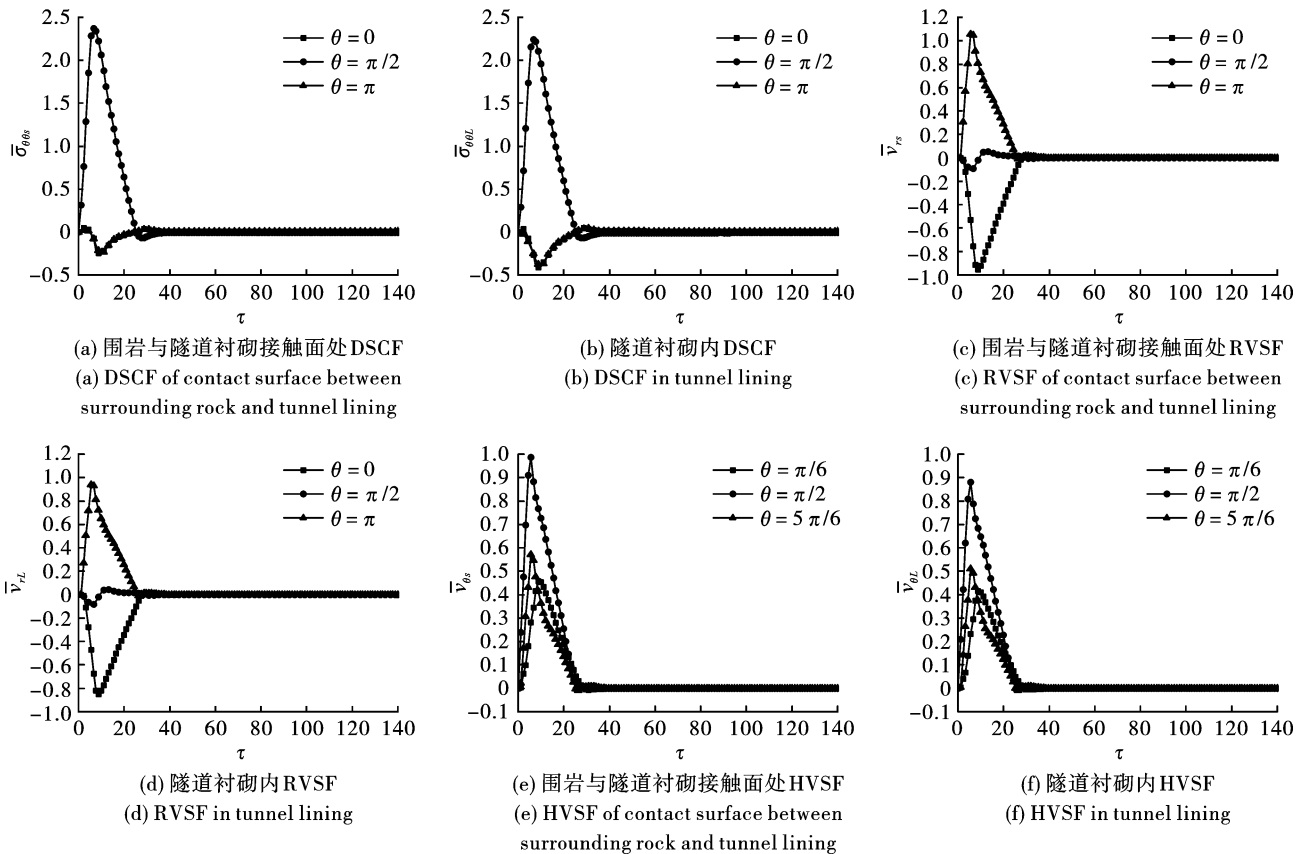 2.5
2.0
1.5
1.0
0.5
0
−0.5
σ̅θθs
θ = 0
θ = π/2
θ = π
0 20 40 60 80 100 120 140
τ
(a) 围岩与隧道衬砌接触面处DSCF
(a) DSCF of contact surface between
surrounding rock and tunnel lining
2.5
2.0
1.5
1.0
0.5
0
−0.5
σ̅θθL
θ = 0
θ = π/2
θ = π
0 20 40 60 80 100 120 140
τ
(b) 隧道衬砌内DSCF
(b) DSCF in tunnel lining
1.2
1.0
0.8
0.6
0.4
0.2
0
−0.2
−0.4
−0.6
−0.8
−1.0
v̅rs
θ = 0
θ = π/2
θ = π
0 20 40 60 80 100 120 140
τ
(c) 围岩与隧道衬砌接触面处RVSF
(c) RVSF of contact surface between
surrounding rock and tunnel lining
1.2
1.0
0.8
0.6
0.4
0.2
0
−0.2
−0.4
−0.6
−0.8
−1.0
v̅rL
θ = 0
θ = π/2
θ = π
0 20 40 60 80 100 120 140
τ
(d) 隧道衬砌内RVSF
(d) RVSF in tunnel lining
1.0
0.9
0.8
0.7
0.6
0.5
0.4
0.3
0.2
0.1
0
−0.1
v̅θs
θ = π/6
θ = π/2
θ = 5π/6
0 20 40 60 80 100 120 140
τ
(e) 围岩与隧道衬砌接触面处HVSF
(e) HVSF of contact surface between
surrounding rock and tunnel lining
1.0
0.9
0.8
0.7
0.6
0.5
0.4
0.3
0.2
0.1
0
−0.1
v̅θL
θ = π/6
θ = π/2
θ = 5π/6
0 20 40 60 80 100 120 140
τ
(f) 隧道衬砌内HVSF
(f) HVSF in tunnel lining